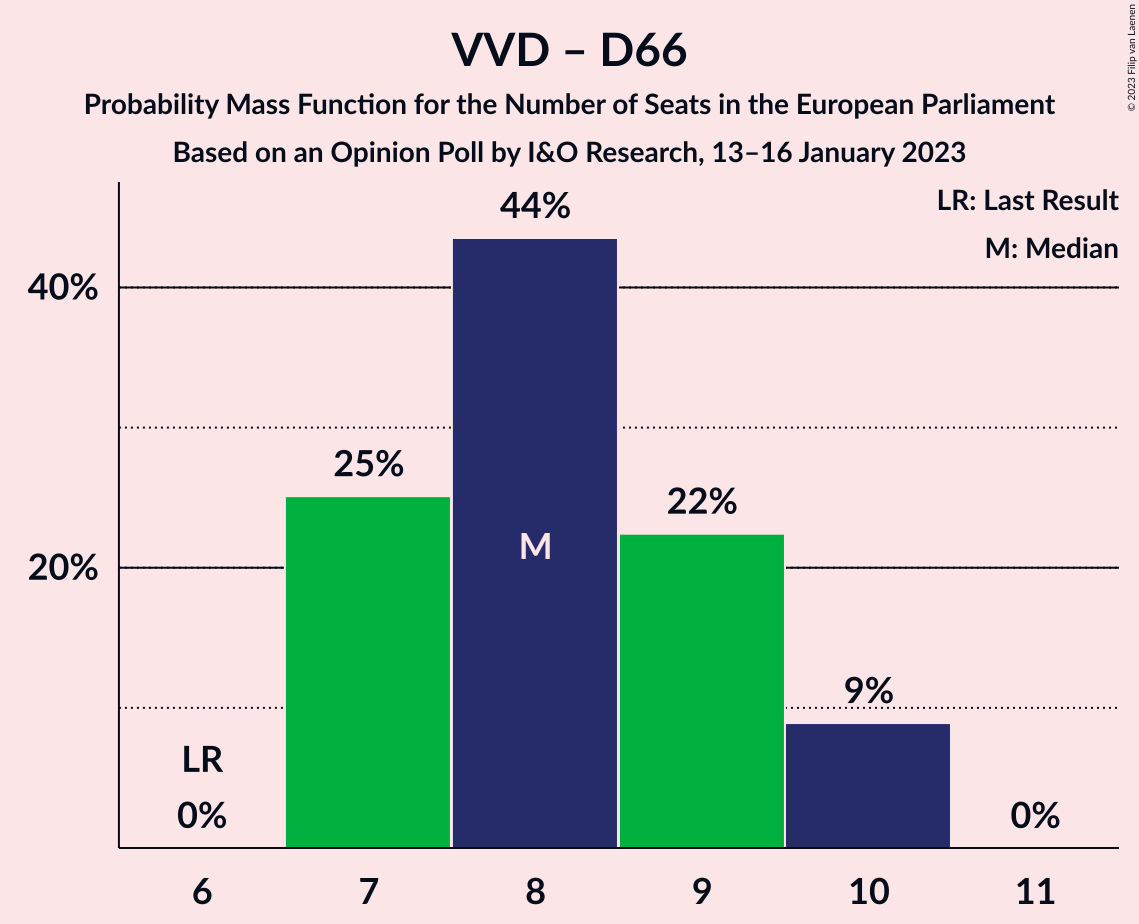 VVD – D66
Probability Mass Function for the Number of Seats in the European Parliament
Based on an Opinion Poll by I&O Research, 13–16 January 2023
© 2023 Filip van Laenen
LR: Last Result
M: Median
44%
40%
25%
22%
M
20%
9%
LR
0%
0%
6 7 8 9 10 11